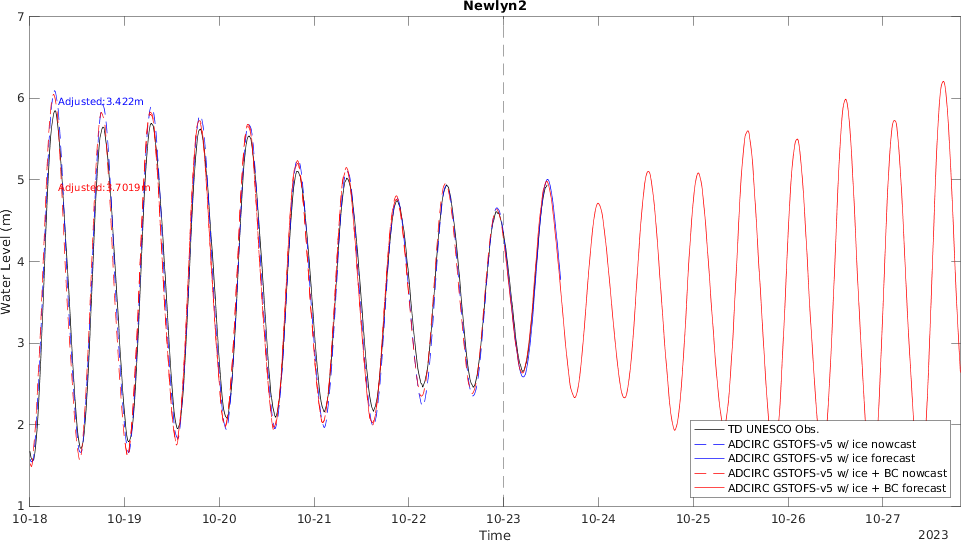 Newlyn2
7
6
5
4
3
2
1
Water Level (m)
Adjusted:3.422m
Adjusted:3.7019m
TD UNESCO Obs.
ADCIRC GSTOFS-v5 w/ ice nowcast
ADCIRC GSTOFS-v5 w/ ice forecast
ADCIRC GSTOFS-v5 w/ ice + BC nowcast
ADCIRC GSTOFS-v5 w/ ice + BC forecast
10-18 10-19 10-20 10-21 10-22 10-23 10-24 10-25 10-26 10-27
Time
2023